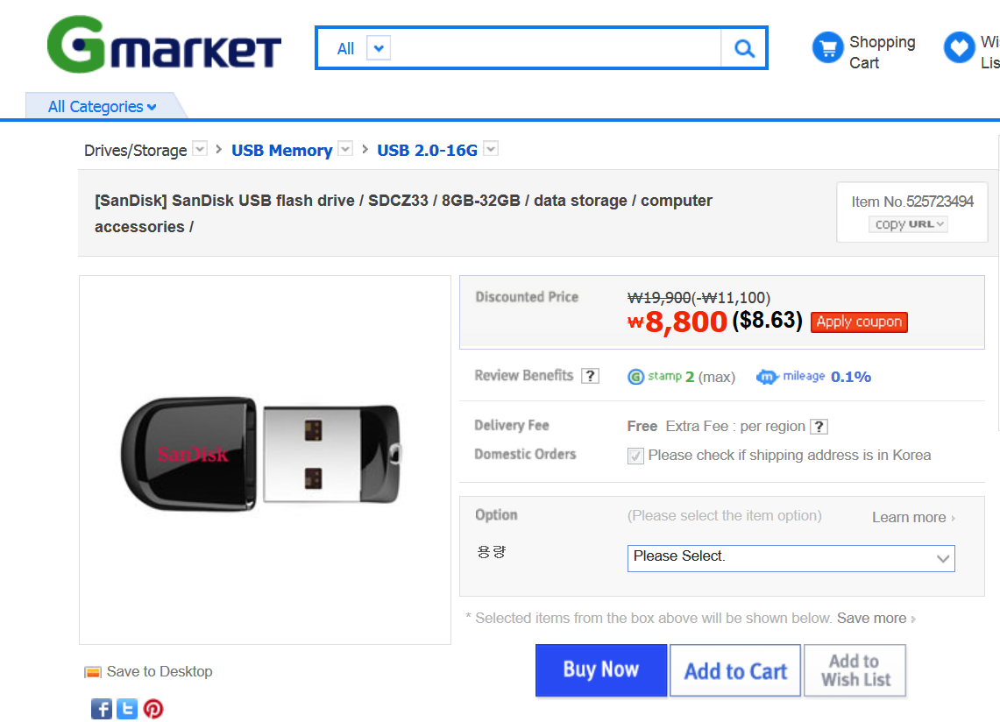 Gmarket
All
Shopping
Cart
Wi
Lis
All Categories
Drives/Storage > USB Memory > USB 2.0-16G
[SanDisk] SanDisk USB flash drive / SDCZ33 / 8GB-32GB / data storage / computer
accessories /
Item No.525723494
copy URL
SanDisk
Discounted Price ₩19,900(-₩11,100)
₩8,800 ($8.63) Apply coupon
Review Benefits ? G stamp 2 (max) m mileage 0.1%
Delivery Fee Free Extra Fee : per region ?
Domestic Orders Please check if shipping address is in Korea
Option (Please select the item option) Learn more ›
용량 Please Select.
* Selected items from the box above will be shown below. Save more ›
Buy Now
Add to Cart
Add to
Wish List
Save to Desktop